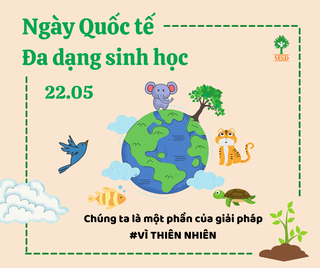 Ngày Quốc tế
Đa dạng sinh học
22.05
Chúng ta là một phần của giải pháp
#VÌ THIÊN NHIÊN